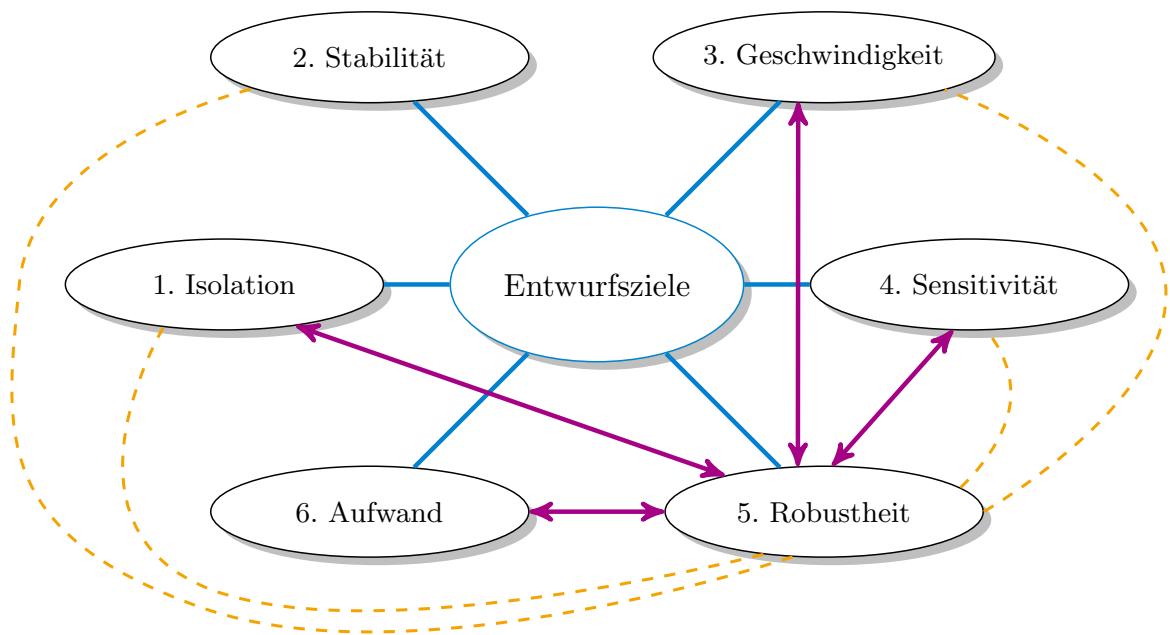 2. Stabilität
3. Geschwindigkeit
1. Isolation
Entwurfsziele
4. Sensitivität
6. Aufwand
5. Robustheit